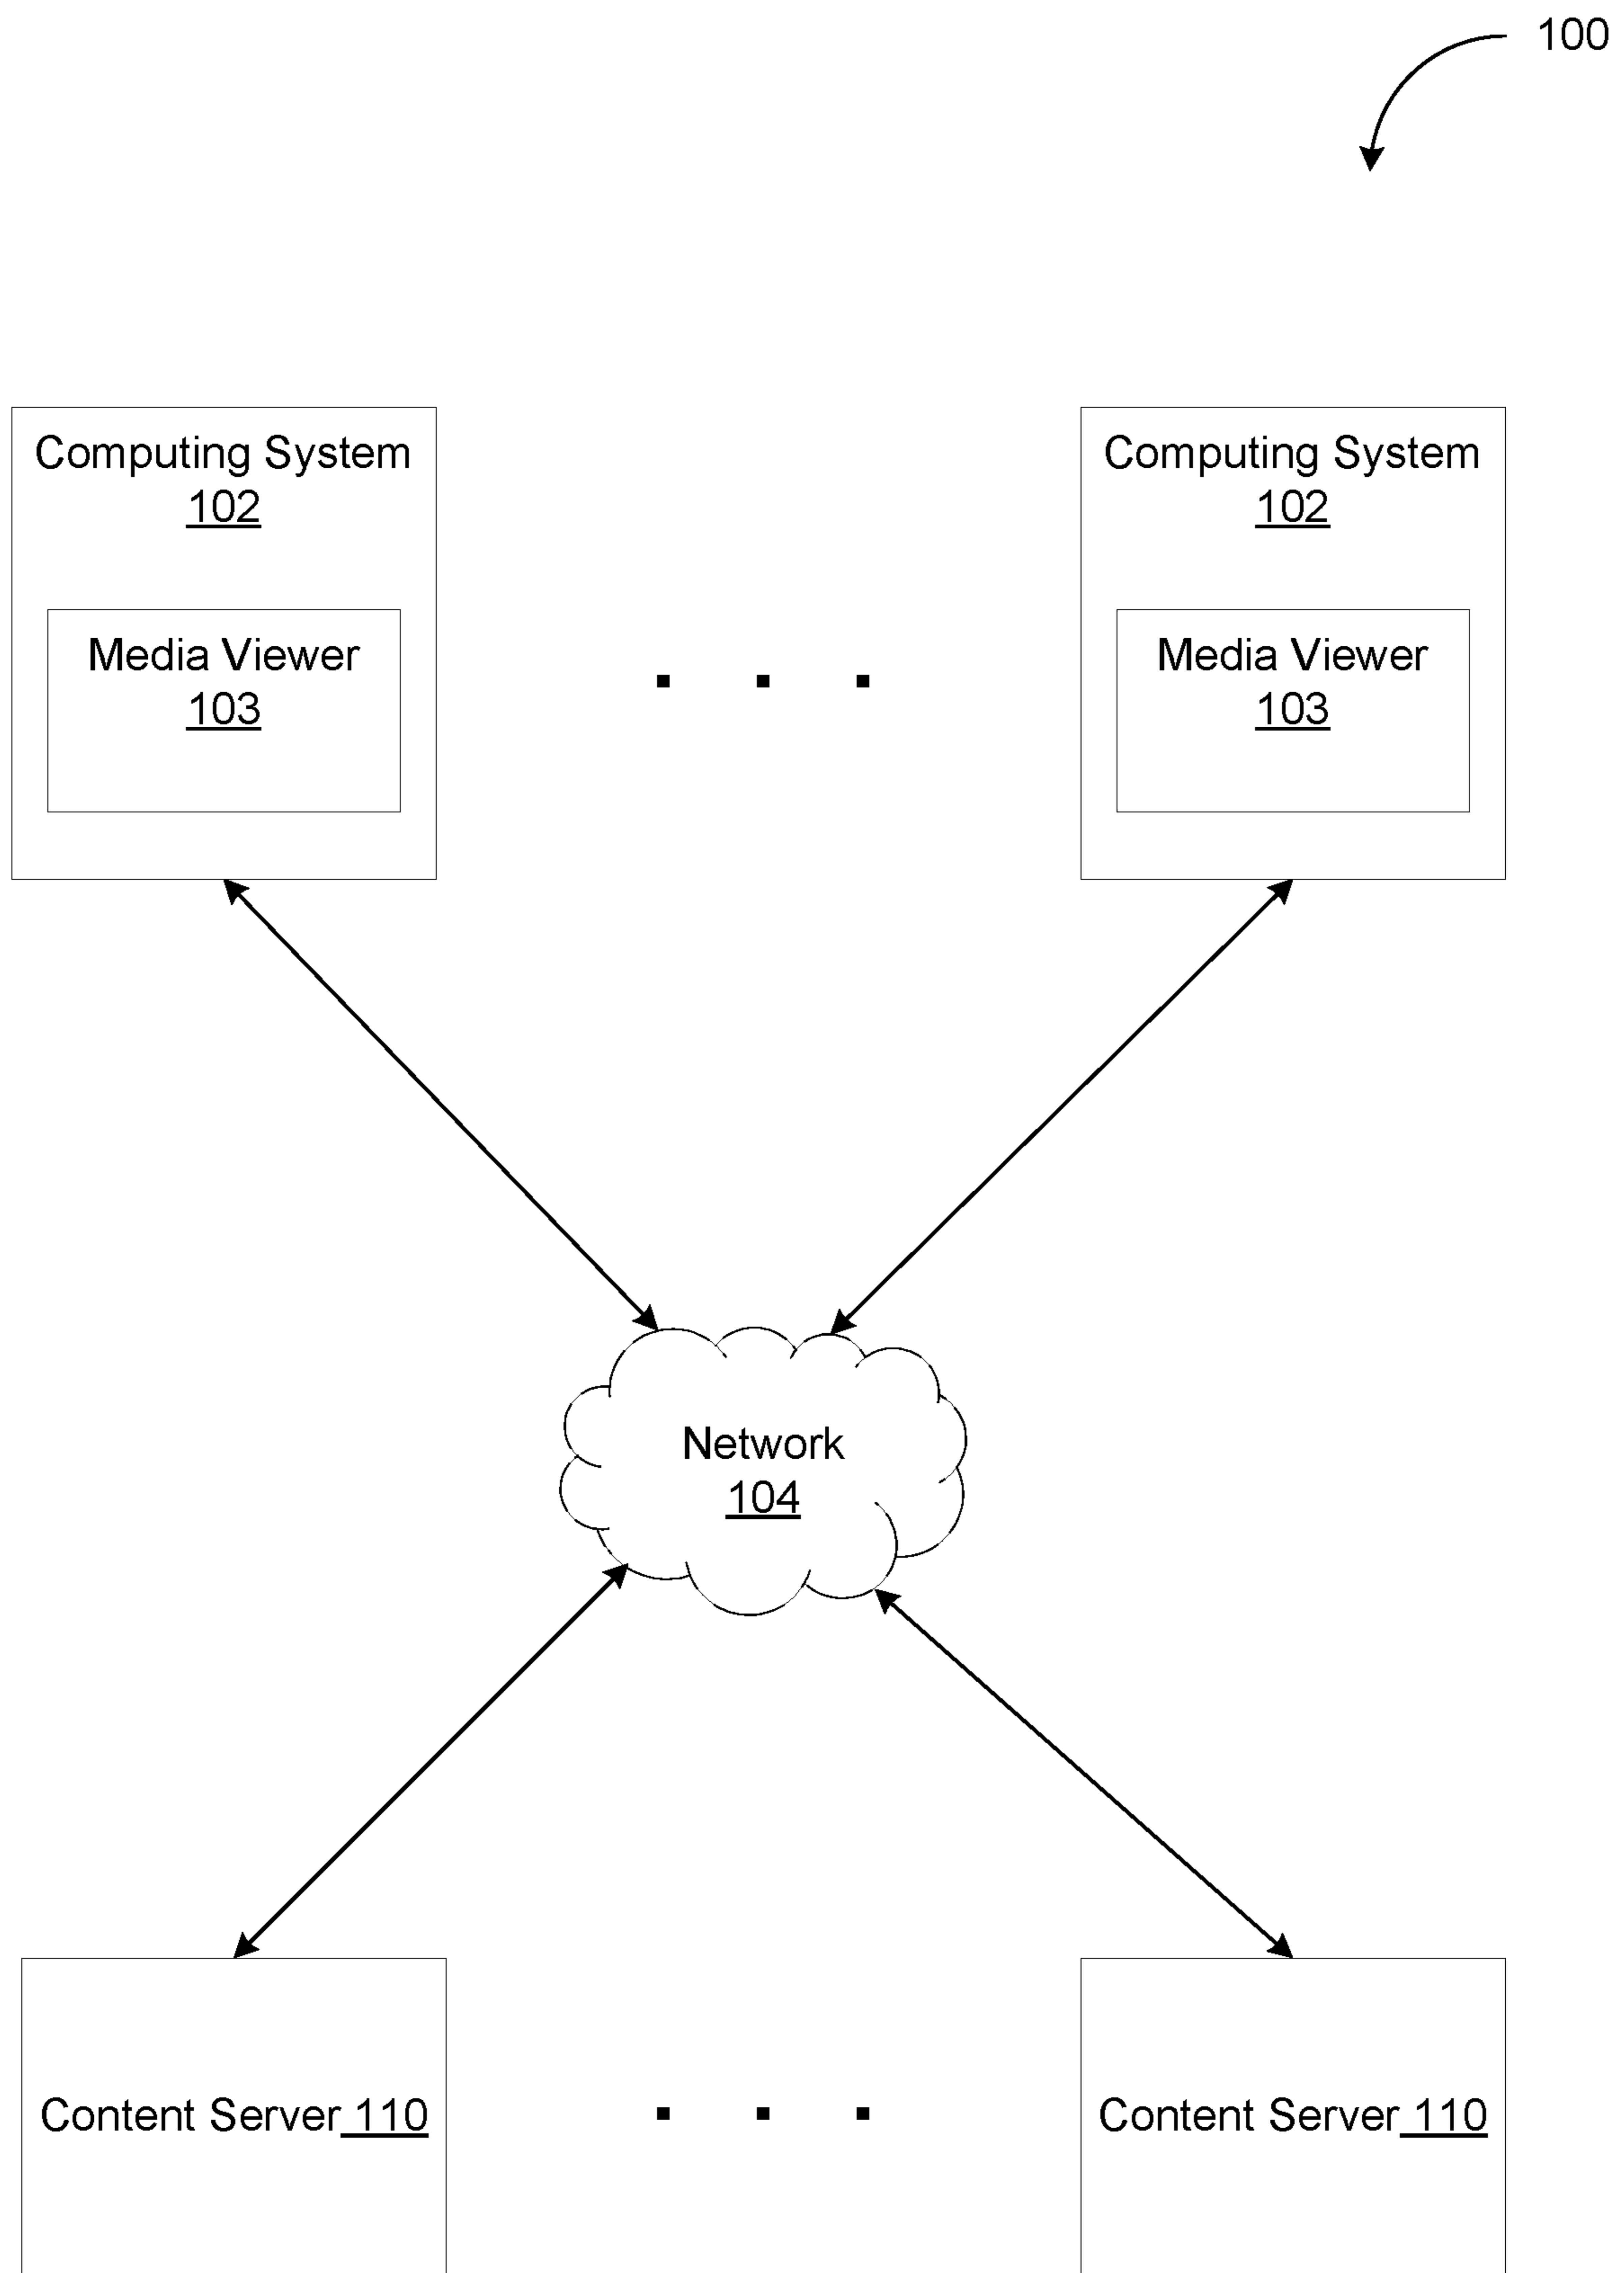 100
Computing System
102
Media Viewer
103
Computing System
102
Media Viewer
103
Network
104
Content Server 110
Content Server 110